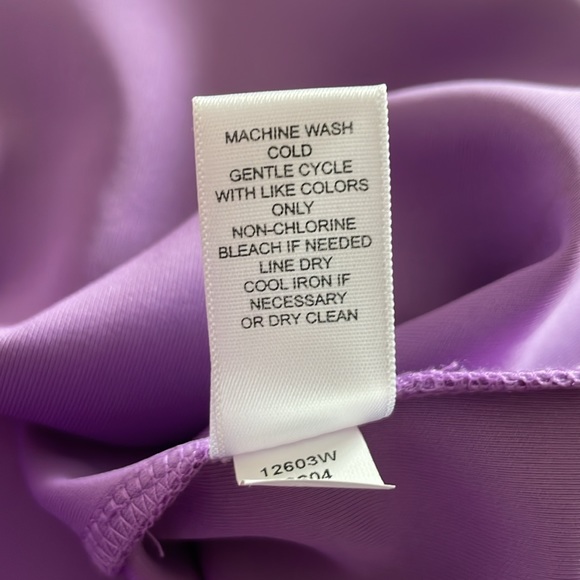 MACHINE WASH
COLD
GENTLE CYCLE
WITH LIKE COLORS
ONLY
NON-CHLORINE
BLEACH IF NEEDED
LINE DRY
COOL IRON IF
NECESSARY
OR DRY CLEAN
12603W